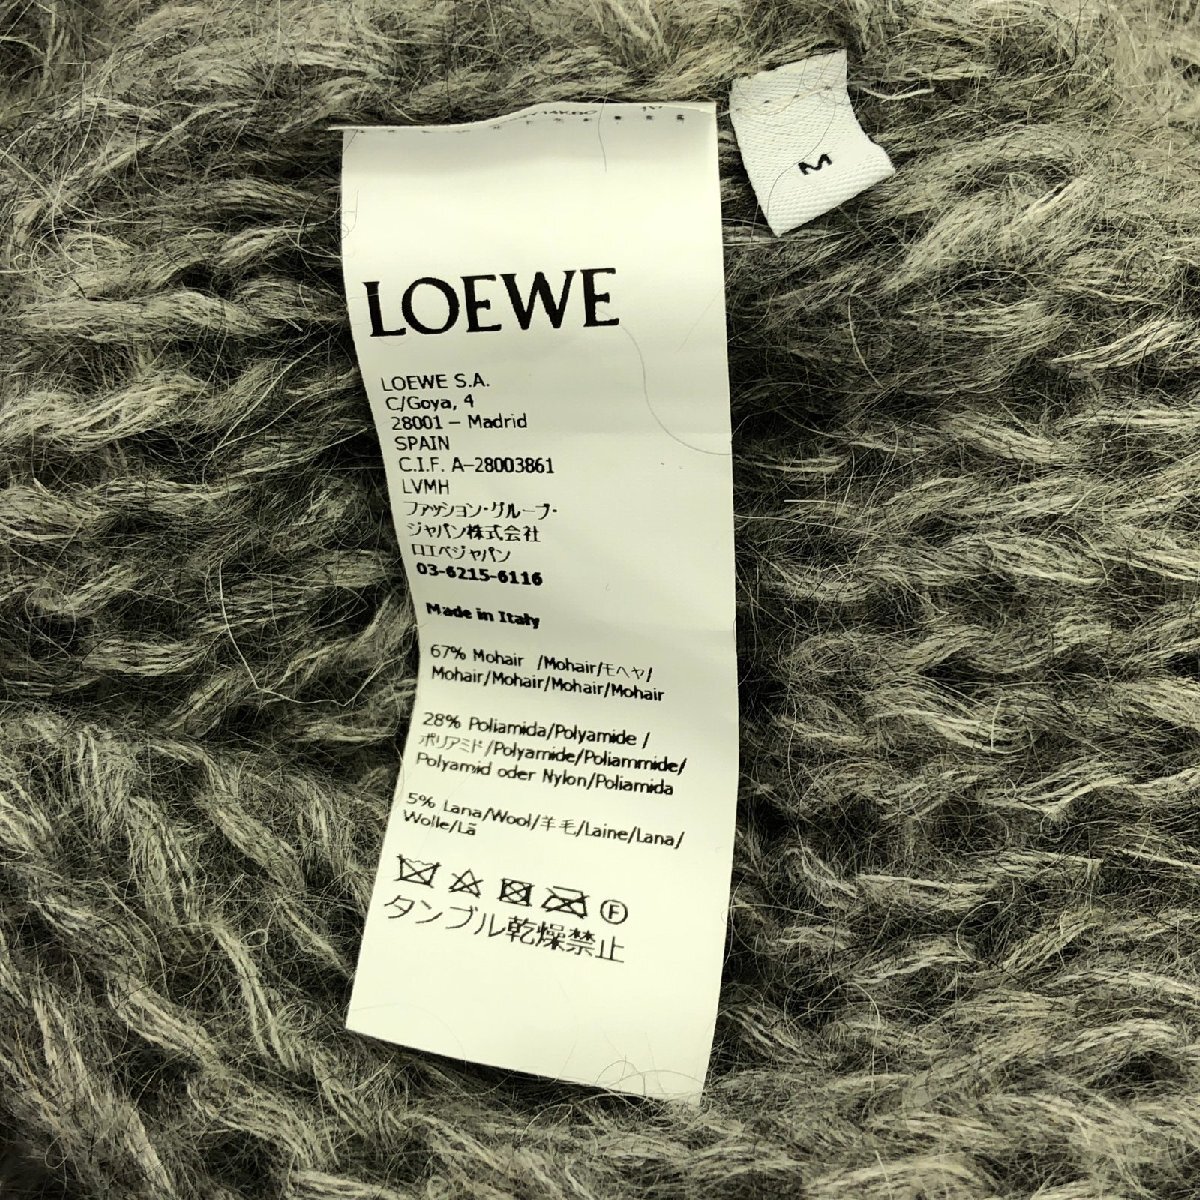 M
LOEWE
LOEWE S.A.
C/Goya, 4
28001 – Madrid
SPAIN
C.I.F. A-28003861
LVMH
ファッション・グループ・
ジャパン株式会社
ロエベジャパン
03-6215-6116
Made in Italy
67% Mohair /Mohair/モヘヤ/
Mohair/Mohair/Mohair/Mohair
28% Poliamida/Polyamide /
ポリアミド/Polyamide/Poliammide/
Polyamid oder Nylon/Poliamida
5% Lana/Wool/羊毛/Laine/Lana/
Wolle/Lã
F
タンブル乾燥禁止